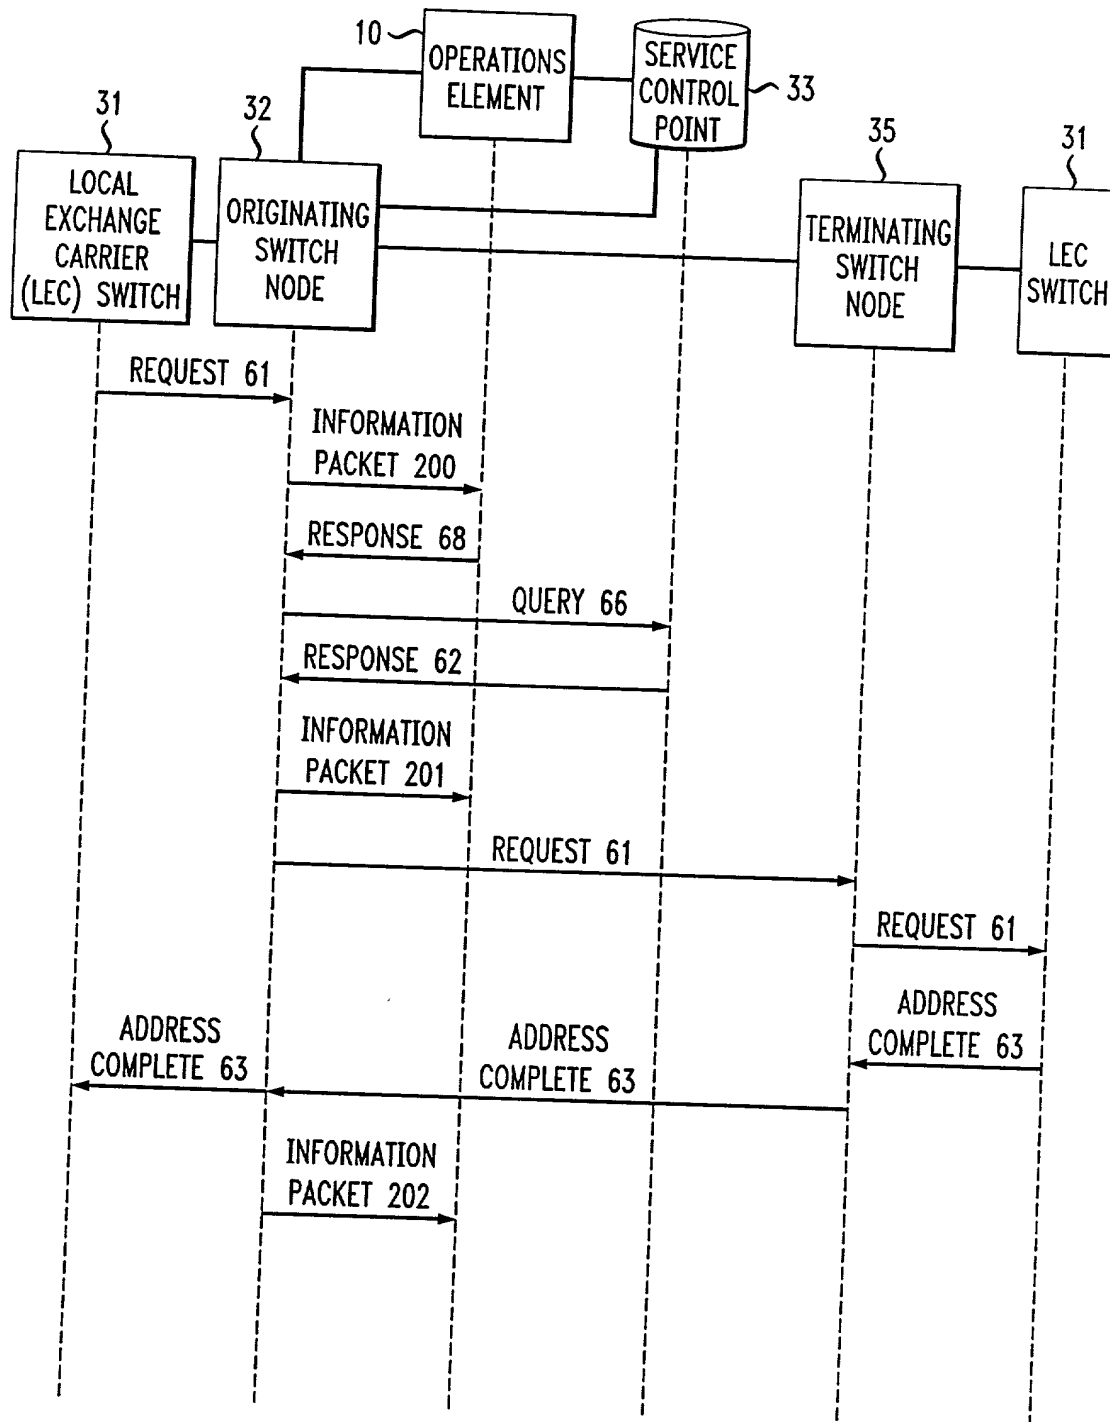 10
OPERATIONS
ELEMENT
SERVICE
CONTROL
POINT
33
31
32
35
31
LOCAL
EXCHANGE
CARRIER
(LEC) SWITCH
ORIGINATING
SWITCH
NODE
TERMINATING
SWITCH
NODE
LEC
SWITCH
REQUEST 61
INFORMATION
PACKET 200
RESPONSE 68
QUERY 66
RESPONSE 62
INFORMATION
PACKET 201
REQUEST 61
REQUEST 61
ADDRESS
COMPLETE 63
ADDRESS
COMPLETE 63
ADDRESS
COMPLETE 63
INFORMATION
PACKET 202